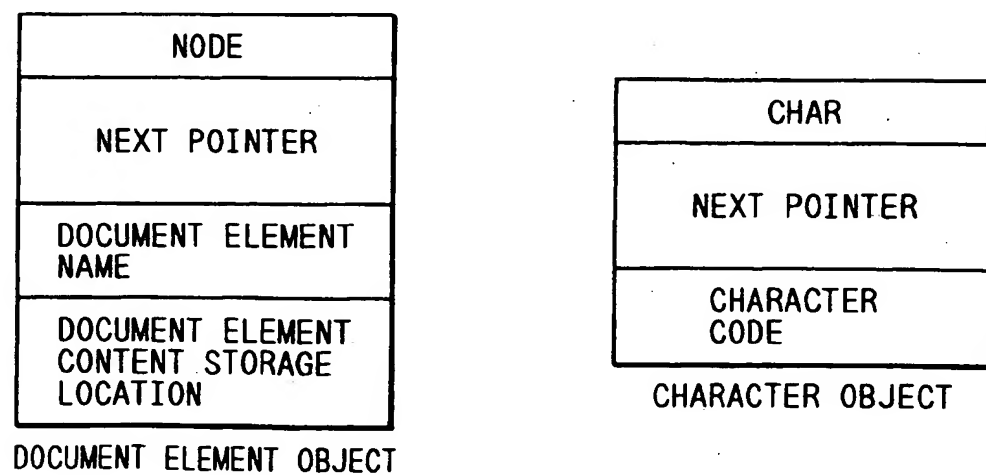 NODE
NEXT POINTER
DOCUMENT ELEMENT
NAME
DOCUMENT ELEMENT
CONTENT STORAGE
LOCATION
DOCUMENT ELEMENT OBJECT
CHAR
NEXT POINTER
CHARACTER
CODE
CHARACTER OBJECT